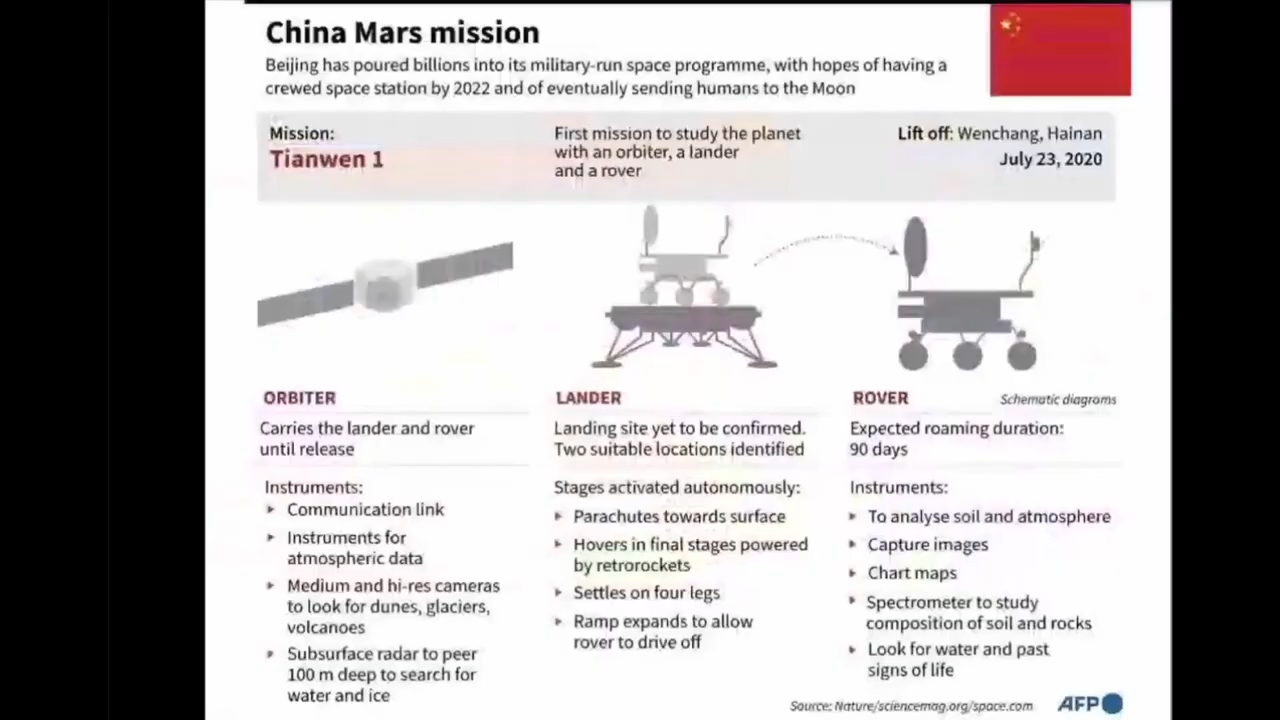 China Mars mission
Beijing has poured billions into its military-run space programme, with hopes of having a
crewed space station by 2022 and of eventually sending humans to the Moon
Mission:
Tianwen 1
First mission to study the planet
with an orbiter, a lander
and a rover
Lift off: Wenchang, Hainan
July 23, 2020
ORBITER
Carries the lander and rover
until release
Instruments:
Communication link
Instruments for
atmospheric data
Medium and hi-res cameras
to look for dunes, glaciers,
volcanoes
Subsurface radar to peer
100 m deep to search for
water and ice
LANDER
Landing site yet to be confirmed.
Two suitable locations identified
Stages activated autonomously:
Parachutes towards surface
Hovers in final stages powered
by retrorockets
Settles on four legs
Ramp expands to allow
rover to drive off
ROVER
Schematic diagrams
Expected roaming duration:
90 days
Instruments:
To analyse soil and atmosphere
Capture images
Chart maps
Spectrometer to study
composition of soil and rocks
Look for water and past
signs of life
Source: Nature/sciencemag.org/space.com
AFP